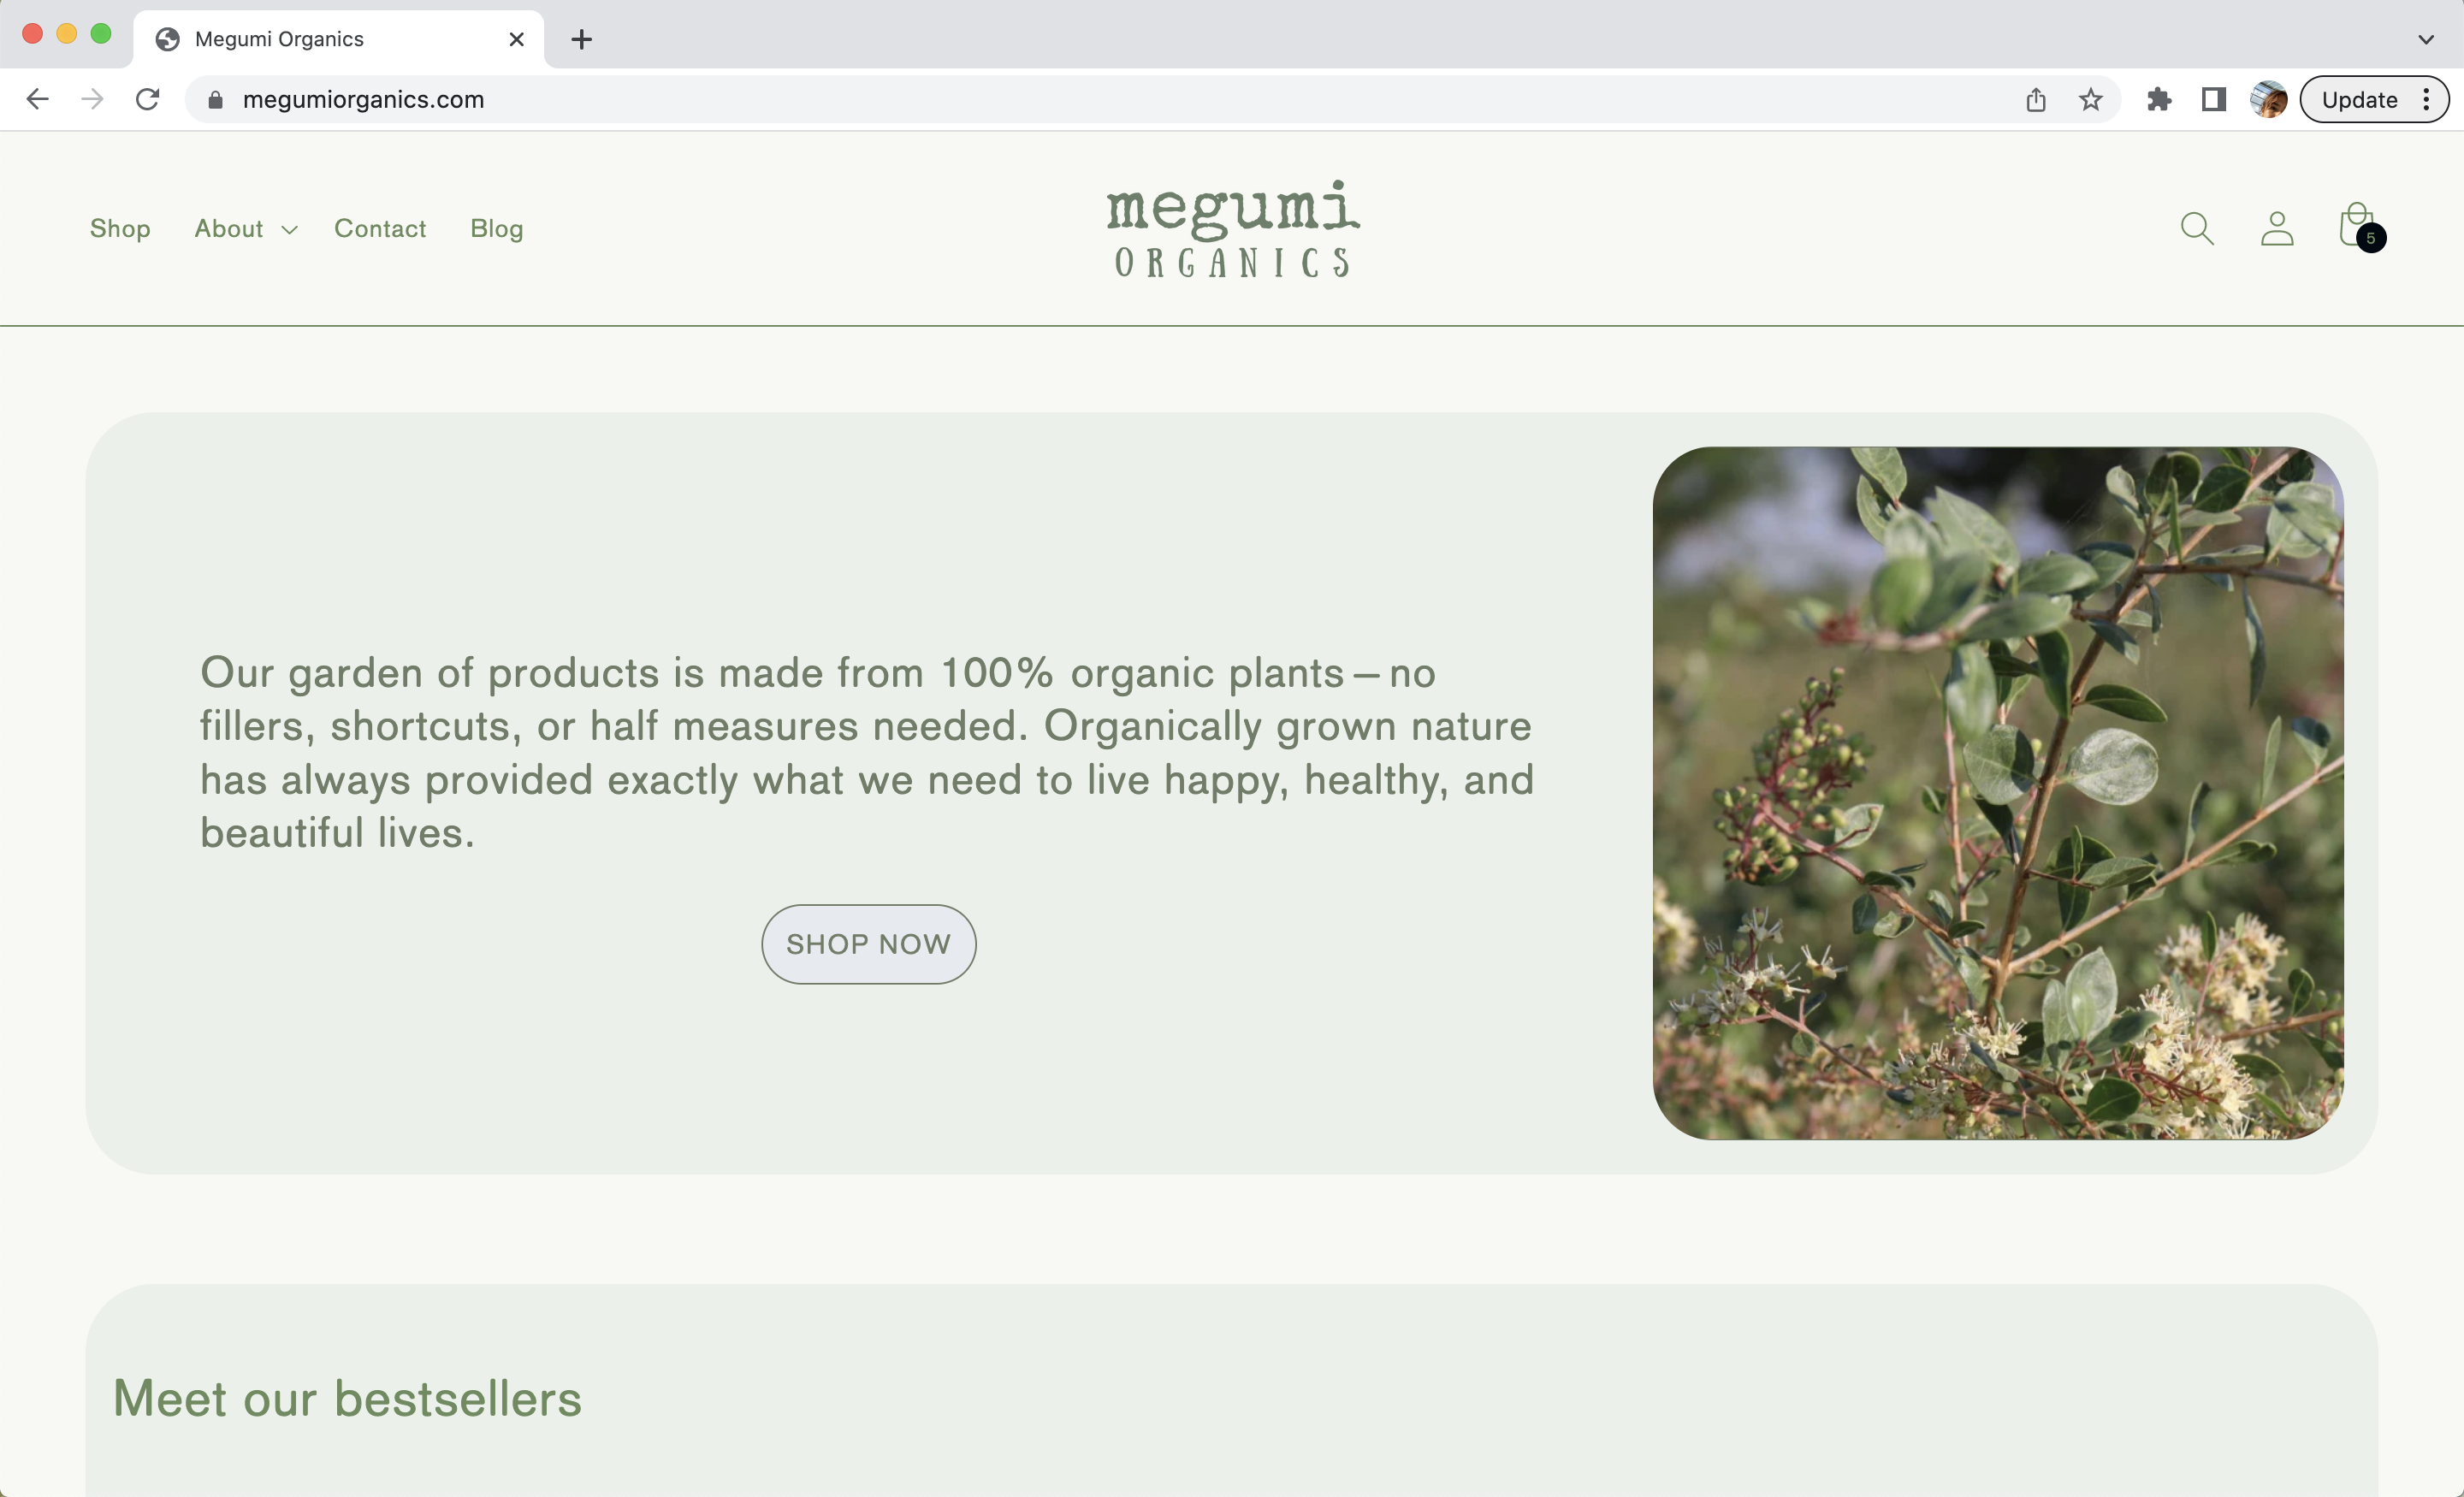 Megumi Organics
megumiorganics.com
Update
Shop
About
Contact
Blog
megumi
ORGANICS
5
Our garden of products is made from 100% organic plants—no
fillers, shortcuts, or half measures needed. Organically grown nature
has always provided exactly what we need to live happy, healthy, and
beautiful lives.
SHOP NOW
Meet our bestsellers